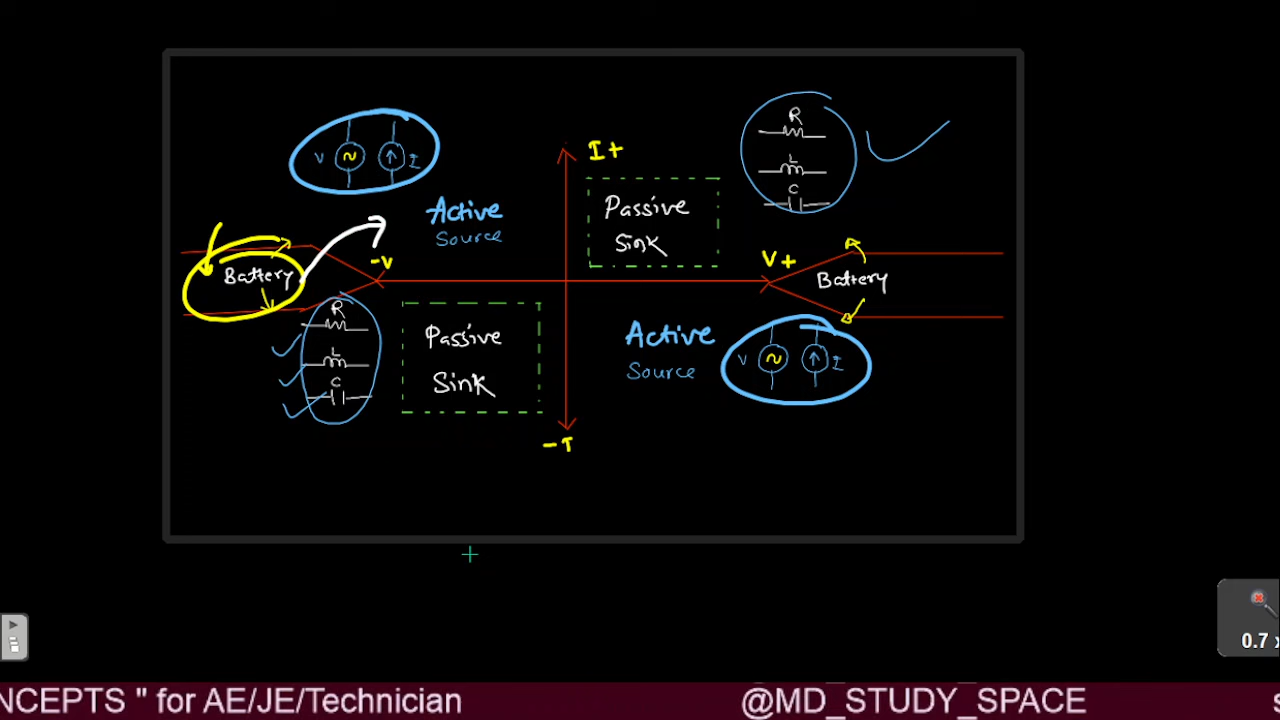 R
I+
V ~ ↑ I
L
C
Active
Source
Passive
Sink
-V
V+
Battery
Battery
R
L
C
Passive
Sink
Active
Source
V ~ ↑ I
-I
0.7 x
NCEPTS " for AE/JE/Technician
@MD_STUDY_SPACE
s